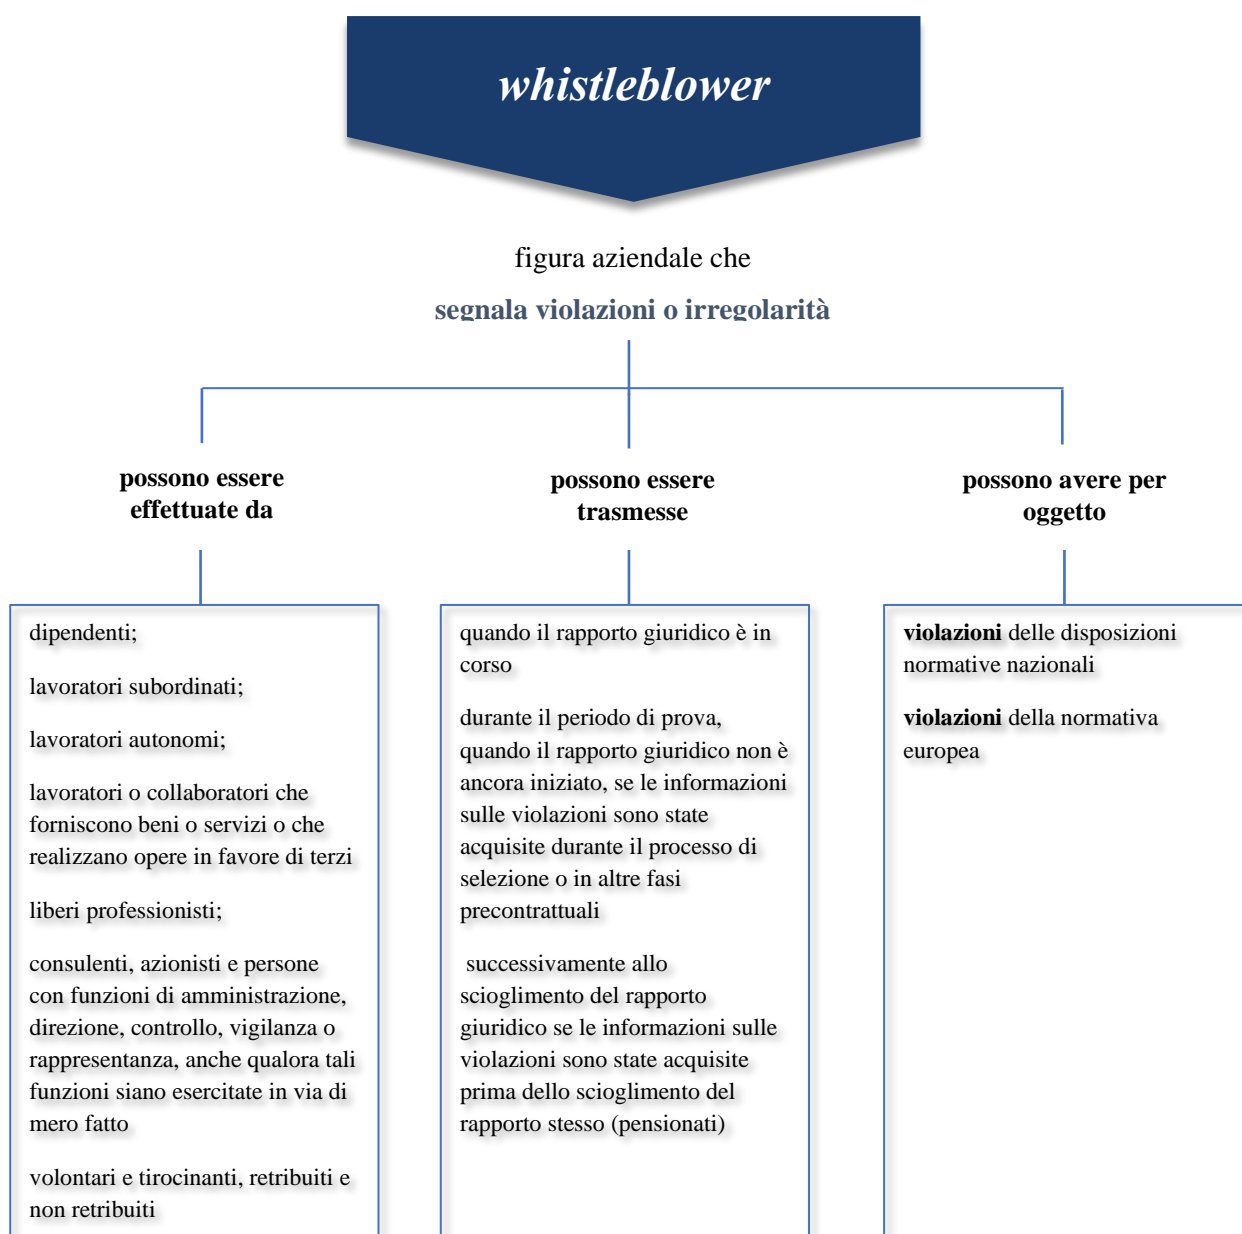 whistleblower
figura aziendale che
segnala violazioni o irregolarità
possono essere
effettuate da
dipendenti;
lavoratori subordinati;
lavoratori autonomi;
lavoratori o collaboratori che
forniscono beni o servizi o che
realizzano opere in favore di terzi
liberi professionisti;
consulenti, azionisti e persone
con funzioni di amministrazione,
direzione, controllo, vigilanza o
rappresentanza, anche qualora tali
funzioni siano esercitate in via di
mero fatto
volontari e tirocinanti, retribuiti e
non retribuiti
possono essere
trasmesse
quando il rapporto giuridico è in
corso
durante il periodo di prova,
quando il rapporto giuridico non è
ancora iniziato, se le informazioni
sulle violazioni sono state
acquisite durante il processo di
selezione o in altre fasi
precontrattuali
successivamente allo
scioglimento del rapporto
giuridico se le informazioni sulle
violazioni sono state acquisite
prima dello scioglimento del
rapporto stesso (pensionati)
possono avere per
oggetto
violazioni delle disposizioni
normative nazionali
violazioni della normativa
europea